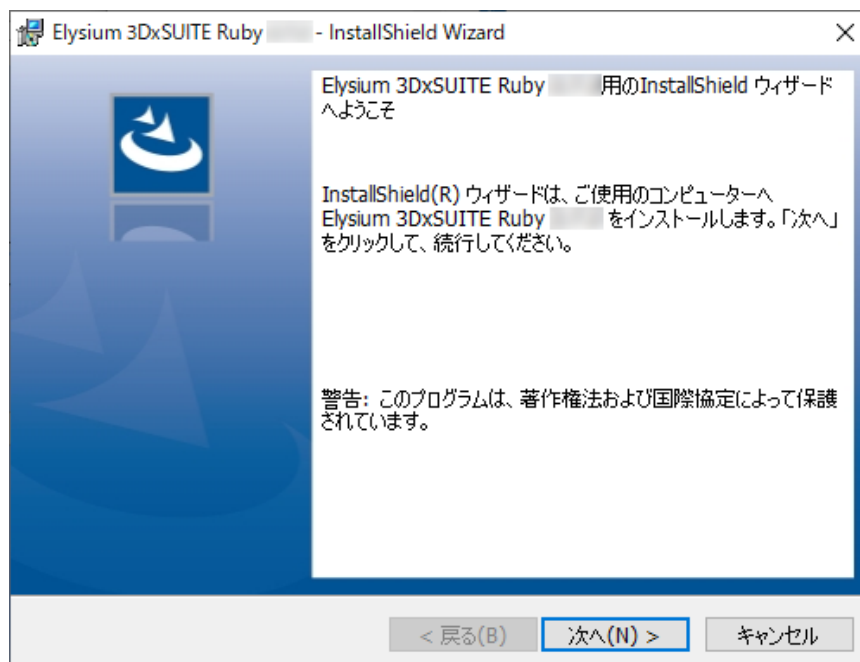 Elysium 3DxSUITE Ruby - InstallShield Wizard
Elysium 3DxSUITE Ruby 用のInstallShield ウィザード
へようこそ
InstallShield(R) ウィザードは、ご使用のコンピューターへ
Elysium 3DxSUITE Ruby をインストールします。「次へ」
をクリックして、続行してください。
警告: このプログラムは、著作権法および国際協定によって保護
されています。
< 戻る(B) 次へ(N) > キャンセル